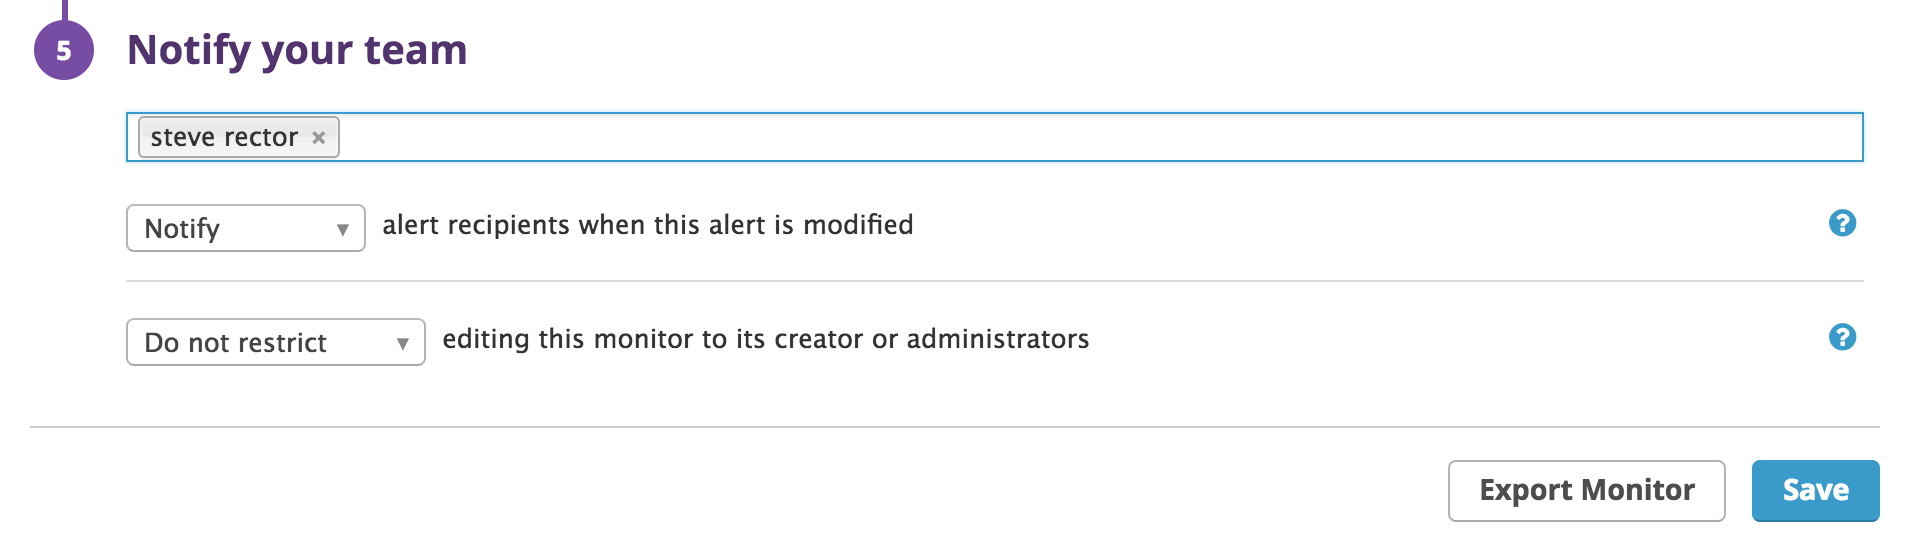 5 Notify your team
steve rector ×
Notify ▼ alert recipients when this alert is modified ?
Do not restrict ▼ editing this monitor to its creator or administrators ?
Export Monitor Save